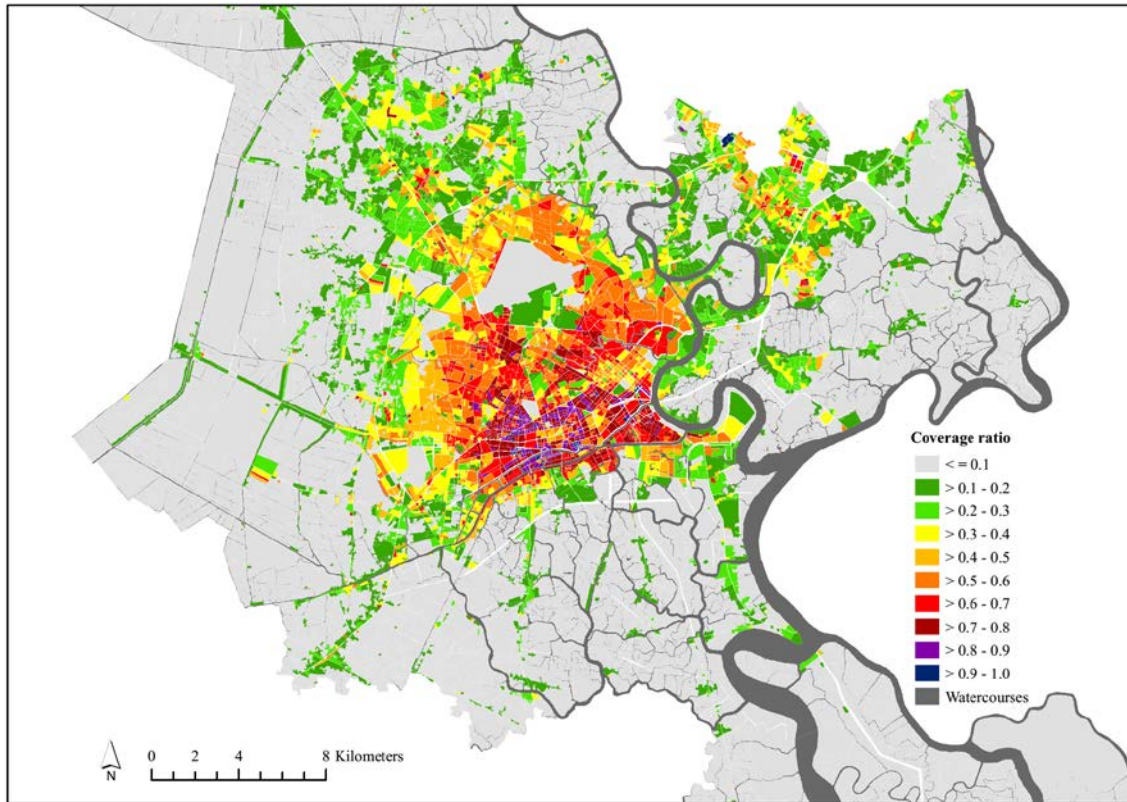 Coverage ratio
< = 0.1
> 0.1 - 0.2
> 0.2 - 0.3
> 0.3 - 0.4
> 0.4 - 0.5
> 0.5 - 0.6
> 0.6 - 0.7
> 0.7 - 0.8
> 0.8 - 0.9
> 0.9 - 1.0
Watercourses
N
0 2 4 8 Kilometers